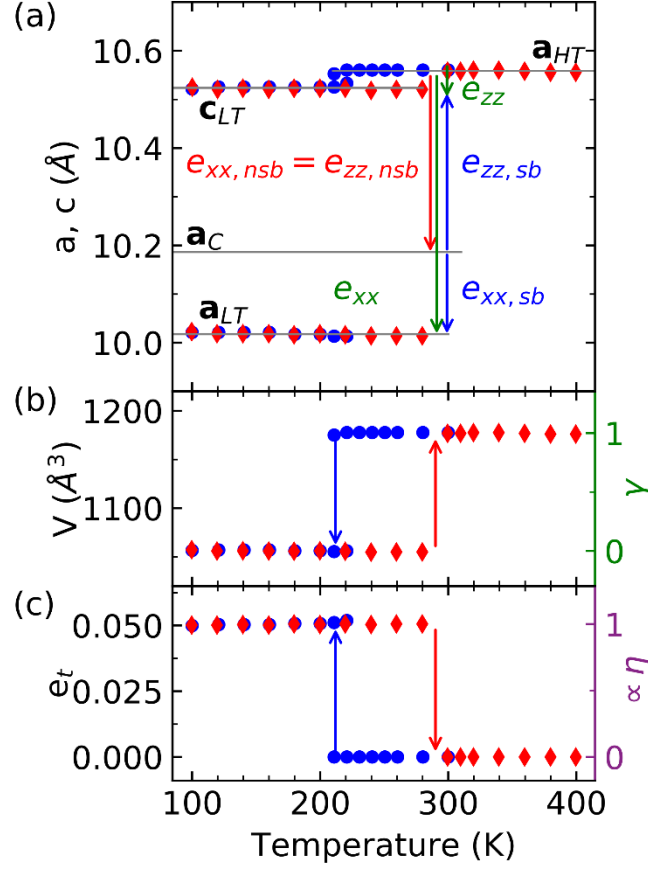 (a)
10.6
a_HT
e_zz
c_LT
10.4
e_xx,nsb = e_zz,nsb
e_zz,sb
a, c (Å)
10.2
a_C
a_LT
e_xx
e_xx,sb
10.0
(b)
1200
1
V (Å³)
γ
1100
0
(c)
0.050
1
e_t
∝ η
0.025
0.000
0
100
200
300
400
Temperature (K)